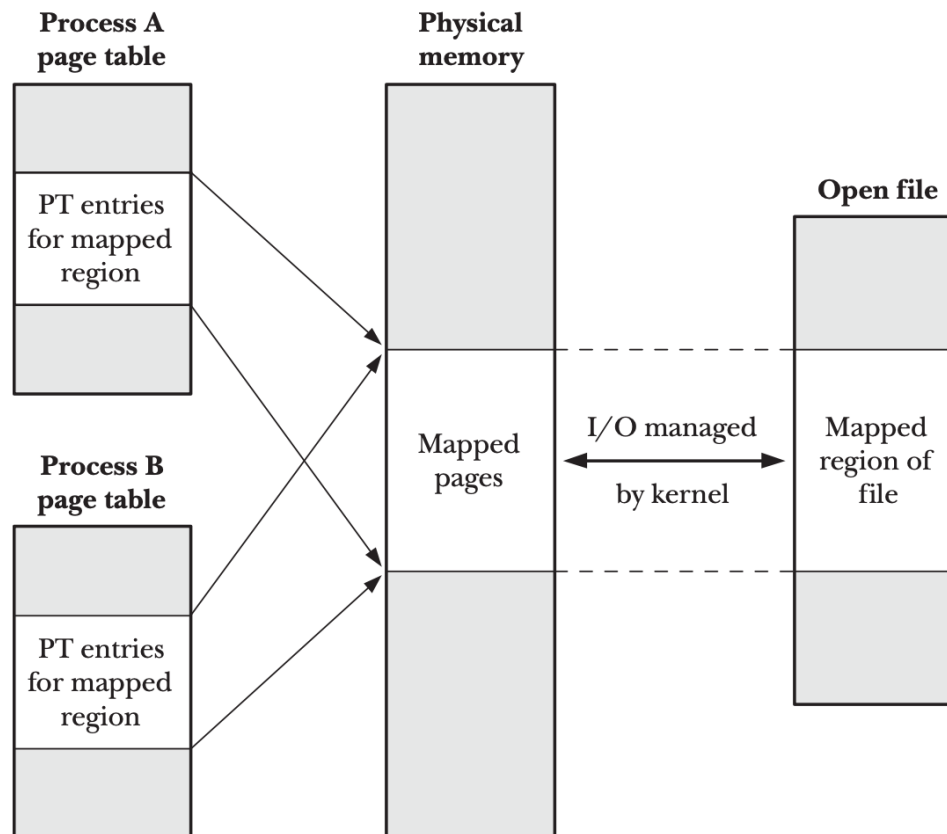 Process A
page table
PT entries
for mapped
region
Process B
page table
PT entries
for mapped
region
Physical
memory
Mapped
pages
I/O managed
by kernel
Open file
Mapped
region of
file